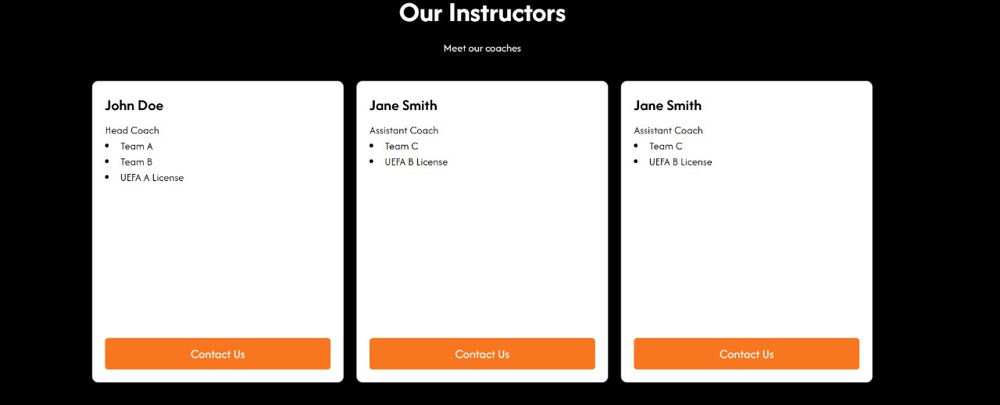 Our Instructors
Meet our coaches
John Doe
Head Coach
• Team A
• Team B
• UEFA A License
Contact Us
Jane Smith
Assistant Coach
• Team C
• UEFA B License
Contact Us
Jane Smith
Assistant Coach
• Team C
• UEFA B License
Contact Us